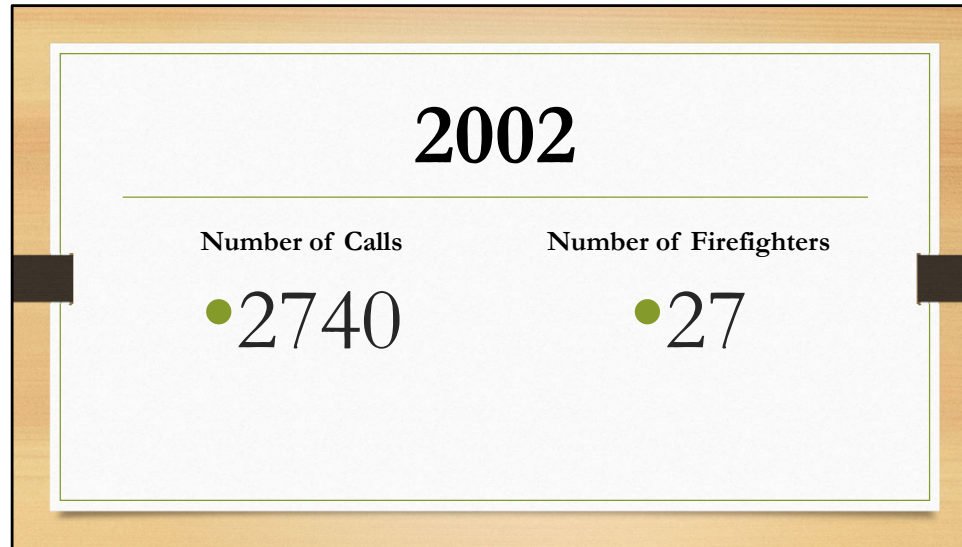 2002
Number of Calls
•2740
Number of Firefighters
•27